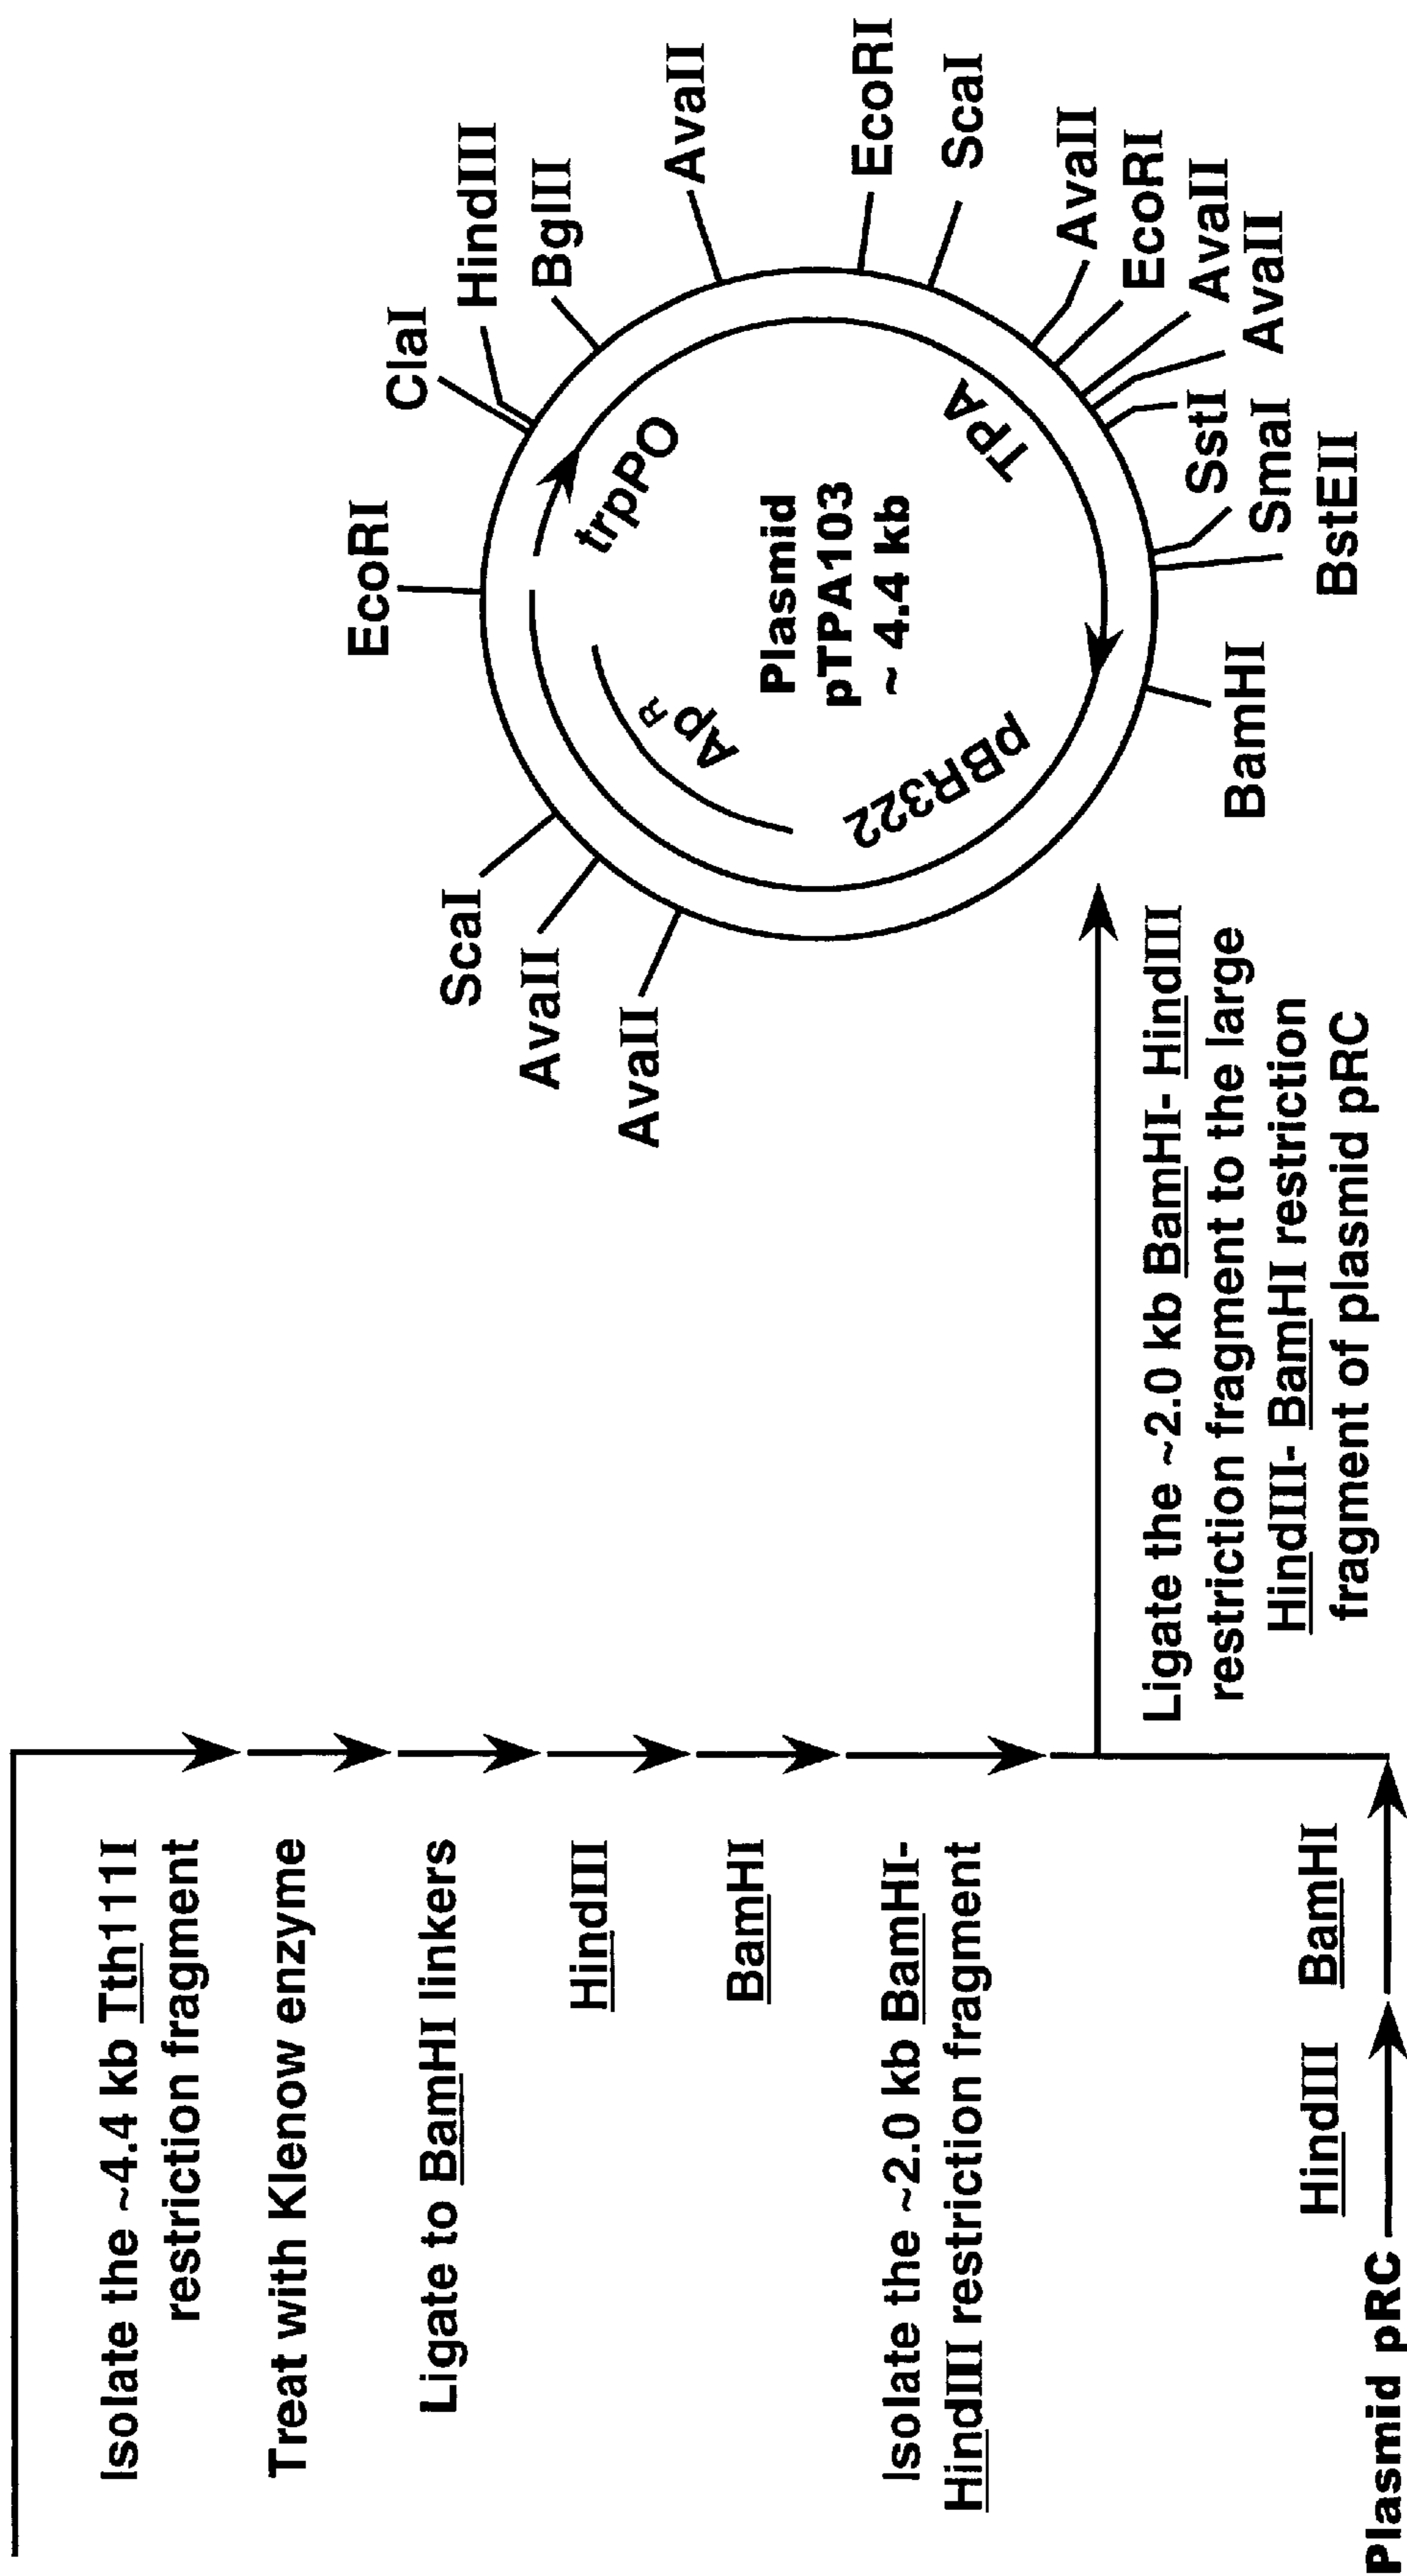 Isolate the ~4.4 kb Tth111I
restriction fragment
Treat with Klenow enzyme
Ligate to BamHI linkers
HindIII
BamHI
Isolate the ~2.0 kb BamHI-
HindIII restriction fragment
Plasmid pRC
HindIII
BamHI
Ligate the ~2.0 kb BamHI- HindIII
restriction fragment to the large
HindIII- BamHI restriction
fragment of plasmid pRC
EcoRI
ClaI
HindIII
BglII
AvaII
EcoRI
ScaI
AvaII
EcoRI
AvaII
AvaII
SstI
SmaI
BstEII
BamHI
AvaII
AvaII
ScaI
trpPO
TPA
pBR322
ApR
Plasmid
pTPA103
~ 4.4 kb